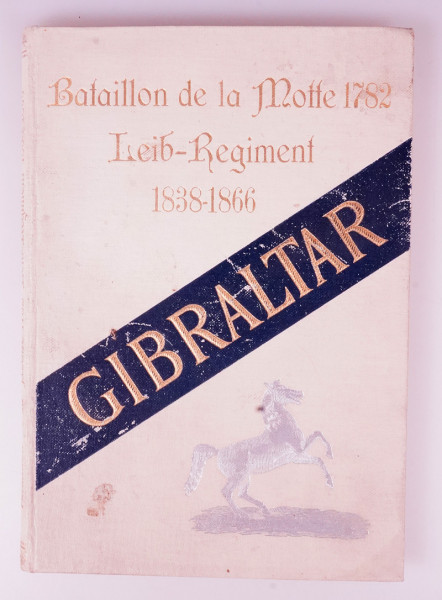 Bataillon de la Motte 1782
Leib-Regiment
1838-1866
GIBRALTAR